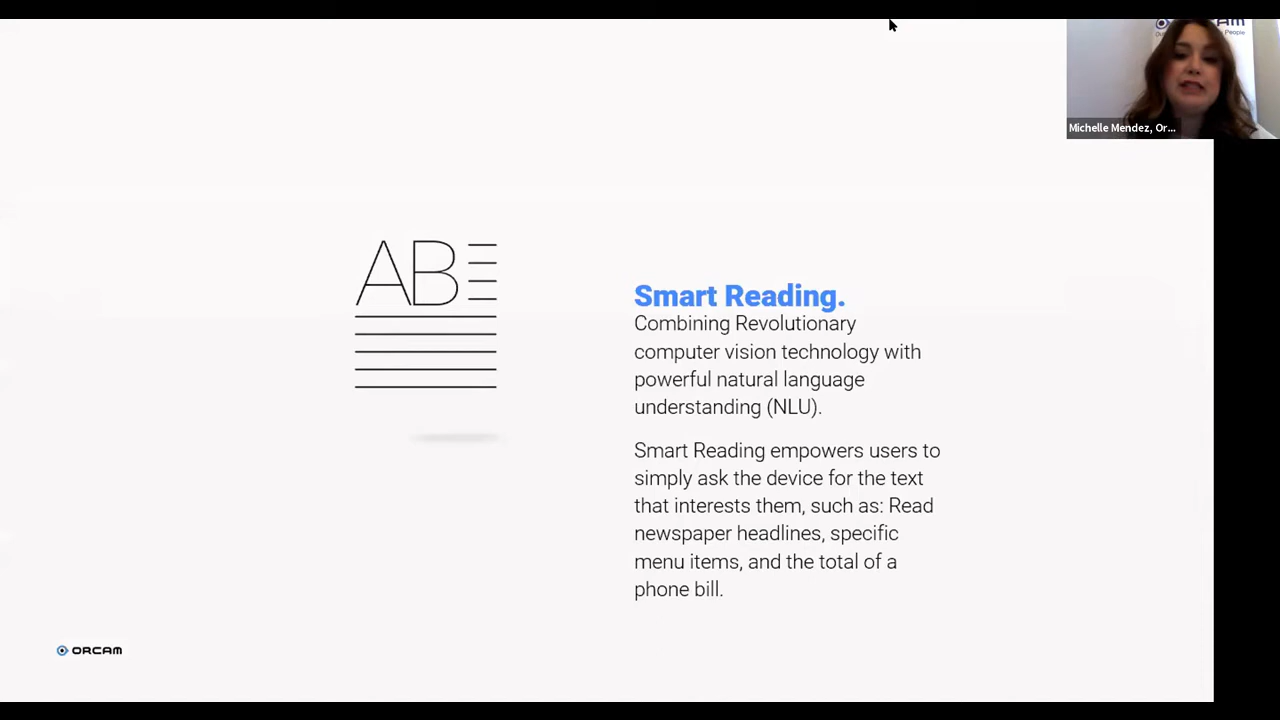 People
Michelle Mendez, Or...
AB
Smart Reading.
Combining Revolutionary
computer vision technology with
powerful natural language
understanding (NLU).
Smart Reading empowers users to
simply ask the device for the text
that interests them, such as: Read
newspaper headlines, specific
menu items, and the total of a
phone bill.
ORCAM